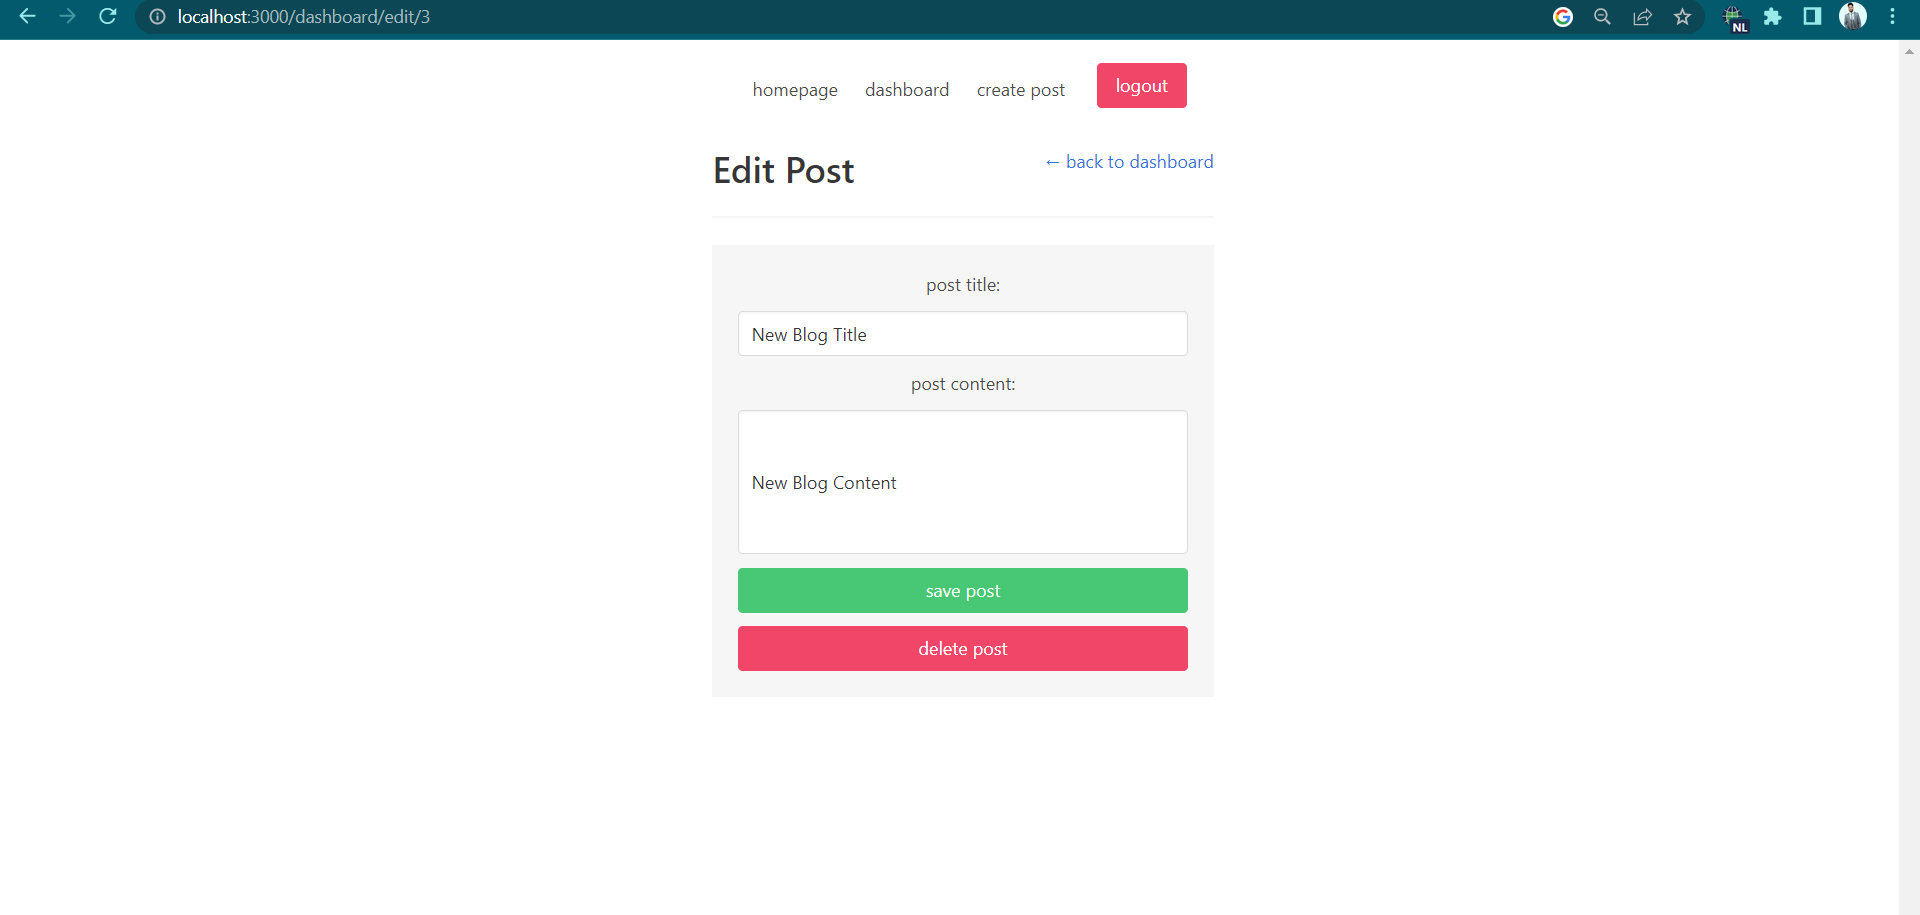 localhost:3000/dashboard/edit/3
NL
homepage dashboard create post logout
Edit Post
← back to dashboard
post title:
New Blog Title
post content:
New Blog Content
save post
delete post